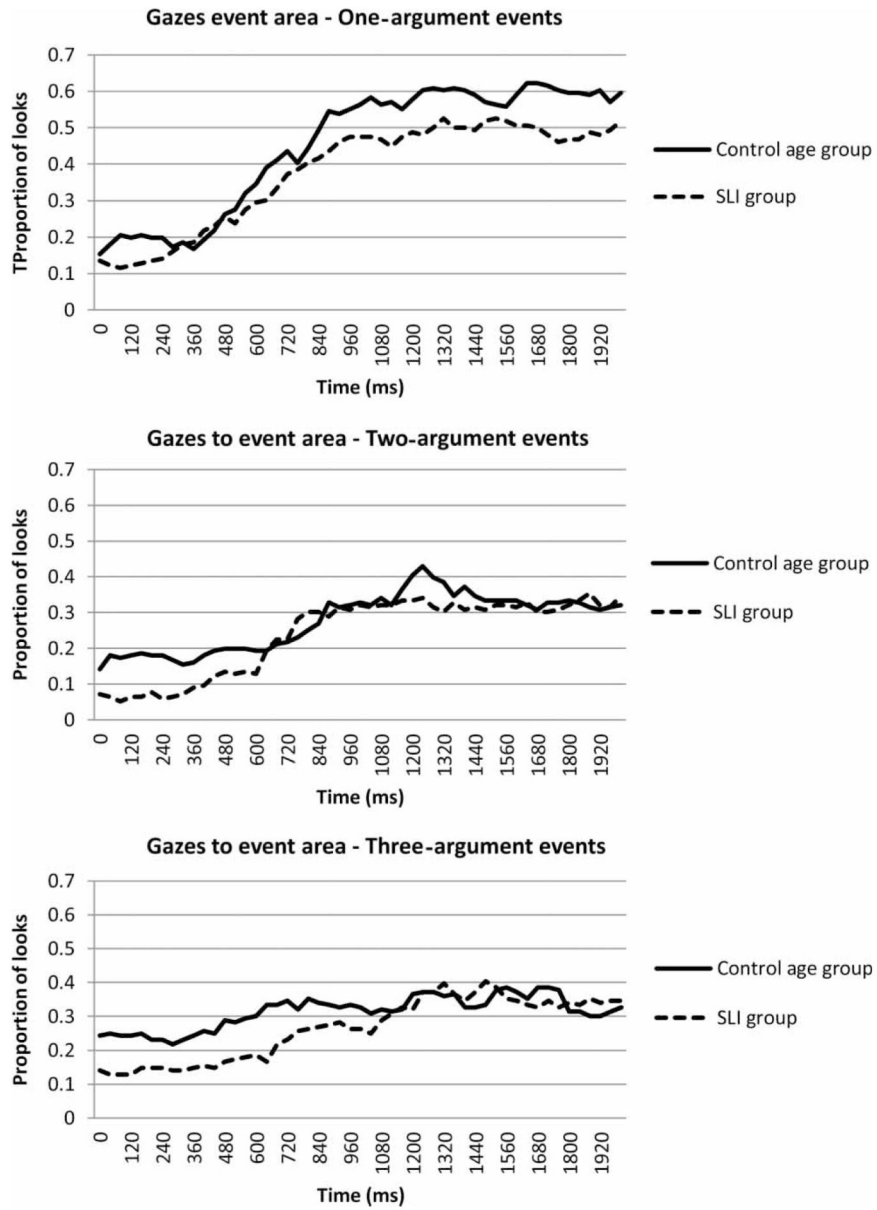 Gazes event area - One-argument events
TProportion of looks
0.7
0.6
0.5
0.4
0.3
0.2
0.1
0
0 120 240 360 480 600 720 840 960 1080 1200 1320 1440 1560 1680 1800 1920
Time (ms)
Control age group
SLI group
Gazes to event area - Two-argument events
Proportion of looks
0.7
0.6
0.5
0.4
0.3
0.2
0.1
0
0 120 240 360 480 600 720 840 960 1080 1200 1320 1440 1560 1680 1800 1920
Time (ms)
Control age group
SLI group
Gazes to event area - Three-argument events
Proportion of looks
0.7
0.6
0.5
0.4
0.3
0.2
0.1
0
0 120 240 360 480 600 720 840 960 1080 1200 1320 1440 1560 1680 1800 1920
Time (ms)
Control age group
SLI group